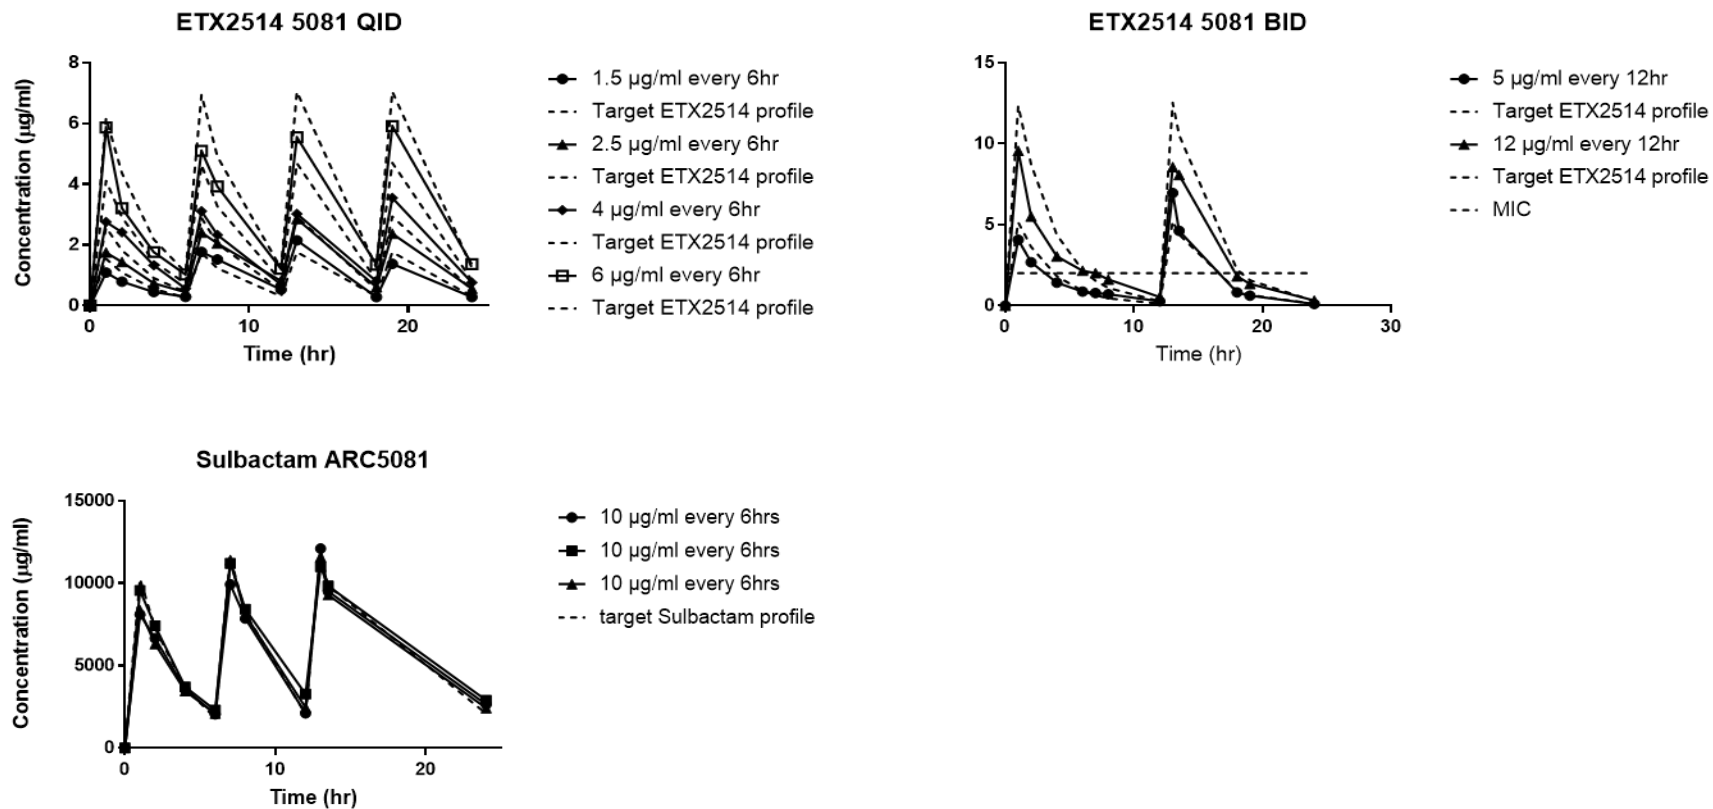 ETX2514 5081 QID
Concentration (µg/ml)
8
6
4
2
0
0
10
20
Time (hr)
1.5 µg/ml every 6hr
Target ETX2514 profile
2.5 µg/ml every 6hr
Target ETX2514 profile
4 µg/ml every 6hr
Target ETX2514 profile
6 µg/ml every 6hr
Target ETX2514 profile
ETX2514 5081 BID
Concentration (µg/ml)
15
10
5
0
0
10
20
30
Time (hr)
5 µg/ml every 12hr
Target ETX2514 profile
12 µg/ml every 12hr
Target ETX2514 profile
MIC
Sulbactam ARC5081
Concentration (µg/ml)
15000
10000
5000
0
0
10
20
Time (hr)
10 µg/ml every 6hrs
10 µg/ml every 6hrs
10 µg/ml every 6hrs
target Sulbactam profile